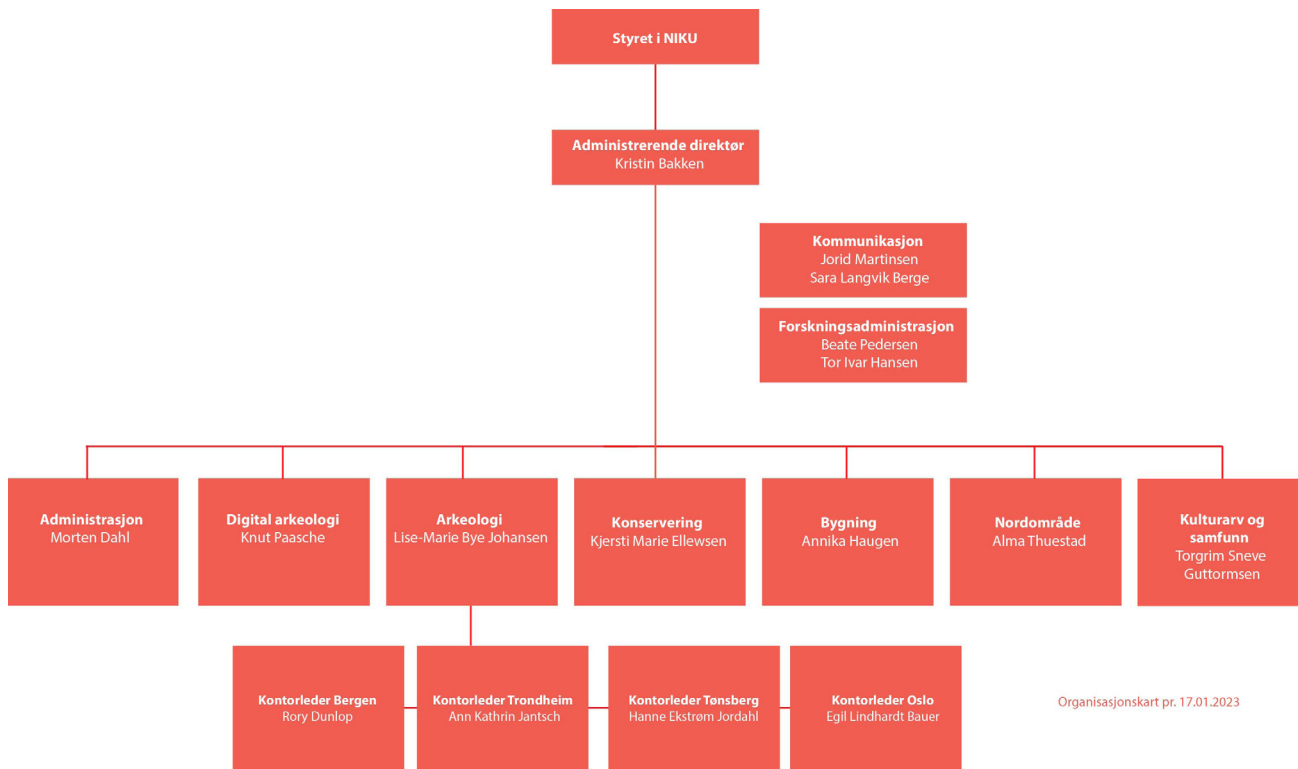 Styret i NIKU
Administrerende direktør
Kristin Bakken
Kommunikasjon
Jorid Martinsen
Sara Langvik Berge
Forskningsadministrasjon
Beate Pedersen
Tor Ivar Hansen
Administrasjon
Morten Dahl
Digital arkeologi
Knut Paasche
Arkeologi
Lise-Marie Bye Johansen
Konservering
Kjersti Marie Ellewsen
Bygning
Annika Haugen
Nordområde
Alma Thuestad
Kulturarv og
samfunn
Torgrim Sneve
Guttormsen
Kontorleder Bergen
Rory Dunlop
Kontorleder Trondheim
Ann Kathrin Jantsch
Kontorleder Tønsberg
Hanne Ekstrøm Jordahl
Kontorleder Oslo
Egil Lindhardt Bauer
Organisasjonskart pr. 17.01.2023